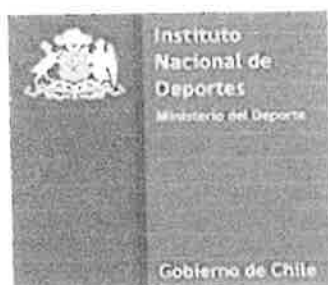 Instituto
Nacional de
Deportes
Ministerio del Deporte
Gobierno de Chile